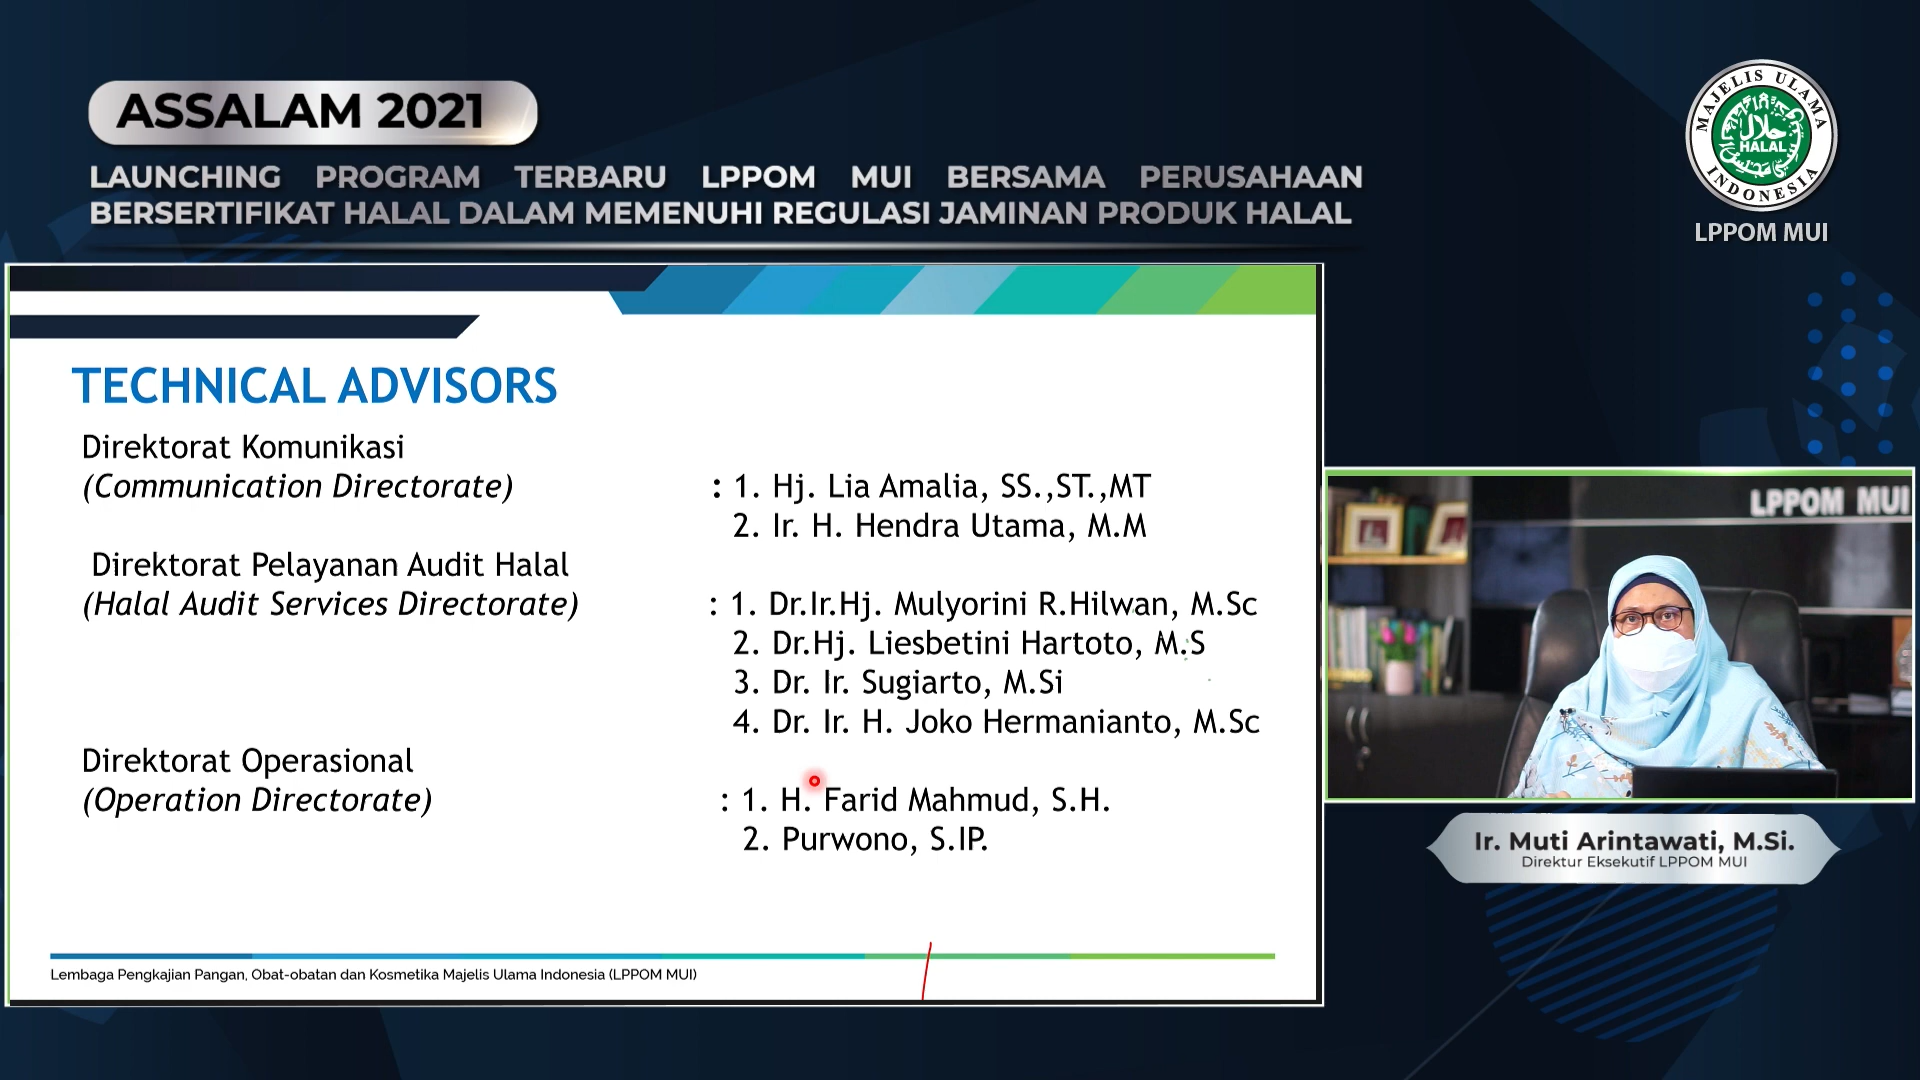 ASSALAM 2021
LAUNCHING PROGRAM TERBARU LPPOM MUI BERSAMA PERUSAHAAN
BERSERTIFIKAT HALAL DALAM MEMENUHI REGULASI JAMINAN PRODUK HALAL
MAJELIS ULAMA
حلال
HALAL
INDONESIA
LPPOM MUI
TECHNICAL ADVISORS
Direktorat Komunikasi
(Communication Directorate) : 1. Hj. Lia Amalia, SS.,ST.,MT
2. Ir. H. Hendra Utama, M.M
Direktorat Pelayanan Audit Halal
(Halal Audit Services Directorate) : 1. Dr.Ir.Hj. Mulyorini R.Hilwan, M.Sc
2. Dr.Hj. Liesbetini Hartoto, M.S
3. Dr. Ir. Sugiarto, M.Si
4. Dr. Ir. H. Joko Hermanianto, M.Sc
Direktorat Operasional
(Operation Directorate) : 1. H. Farid Mahmud, S.H.
2. Purwono, S.IP.
Lembaga Pengkajian Pangan, Obat-obatan dan Kosmetika Majelis Ulama Indonesia (LPPOM MUI)
LPPOM MUI
Ir. Muti Arintawati, M.Si.
Direktur Eksekutif LPPOM MUI